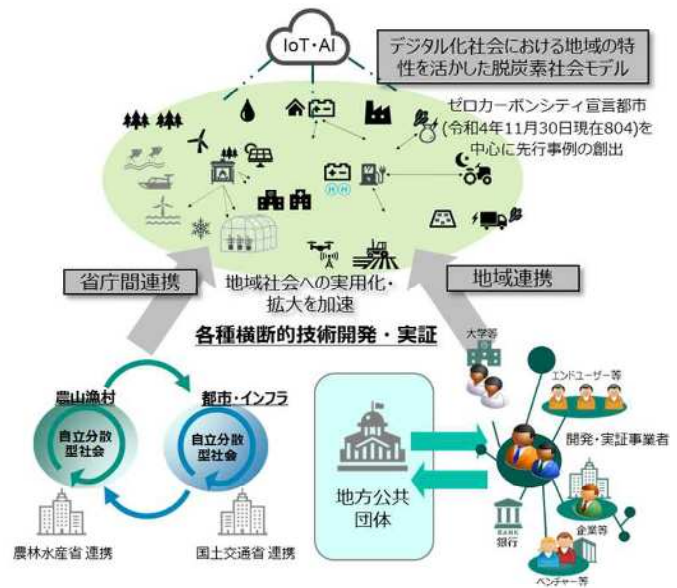 IoT・AI
デジタル化社会における地域の特
性を活かした脱炭素社会モデル
ゼロカーボンシティ宣言都市
(令和4年11月30日現在804)を
中心に先行事例の創出
省庁間連携
地域社会への実用化・
拡大を加速
地域連携
各種横断的技術開発・実証
農山漁村
自立分散
型社会
都市・インフラ
自立分散
型社会
農林水産省 連携
国土交通省 連携
地方公共
団体
大学等
エンドユーザー等
開発・実証事業者
BANK
銀行
企業等
ベンチャー等
H
H